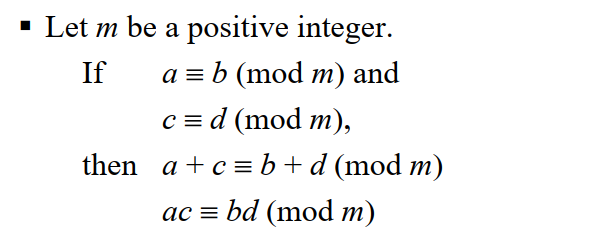 ▪ Let m be a positive integer.
If a ≡ b (mod m) and
c ≡ d (mod m),
then a + c ≡ b + d (mod m)
ac ≡ bd (mod m)